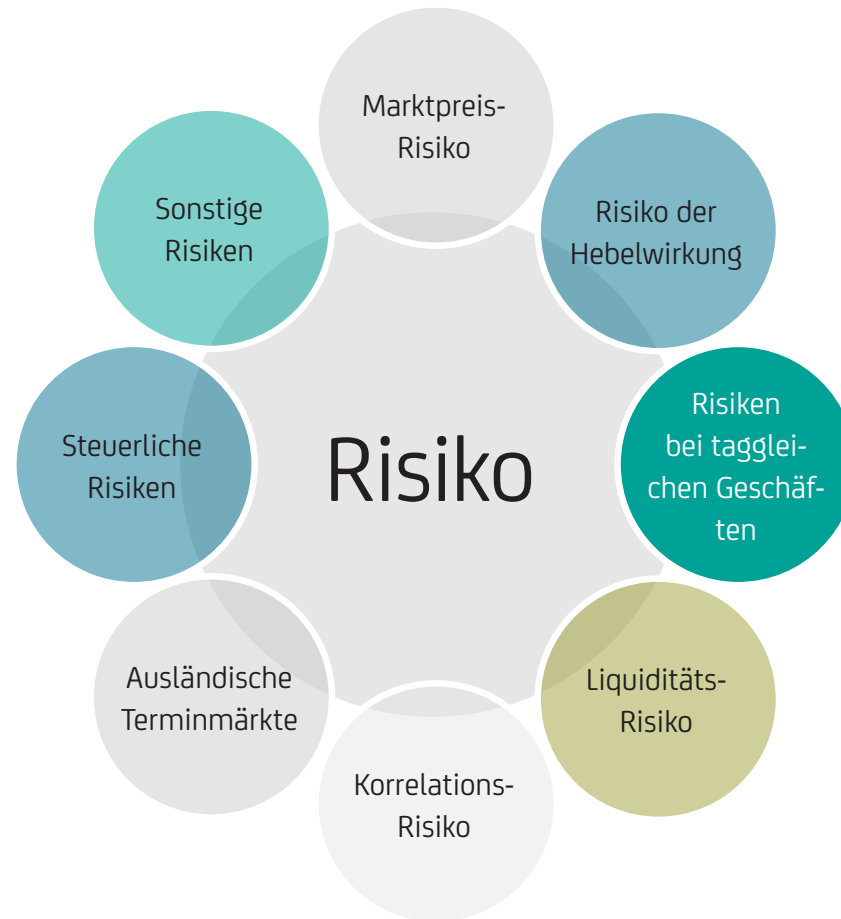 Marktpreis-
Risiko
Risiko der
Hebelwirkung
Risiken
bei tagglei-
chen Geschäf-
ten
Liquiditäts-
Risiko
Korrelations-
Risiko
Ausländische
Terminmärkte
Steuerliche
Risiken
Sonstige
Risiken
Risiko